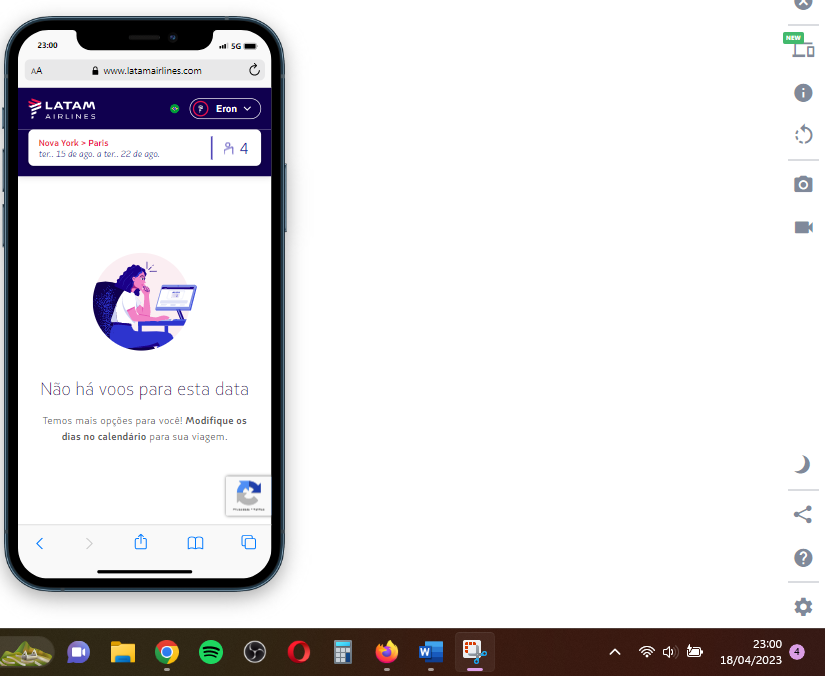 23:00
5G
AA
www.latamairlines.com
NEW
LATAM
AIRLINES
Eron
Nova York > Paris
ter.. 15 de ago. a ter.. 22 de ago.
4
Não há voos para esta data
Temos mais opções para você! Modifique os
dias no calendário para sua viagem.
23:00
18/04/2023
4